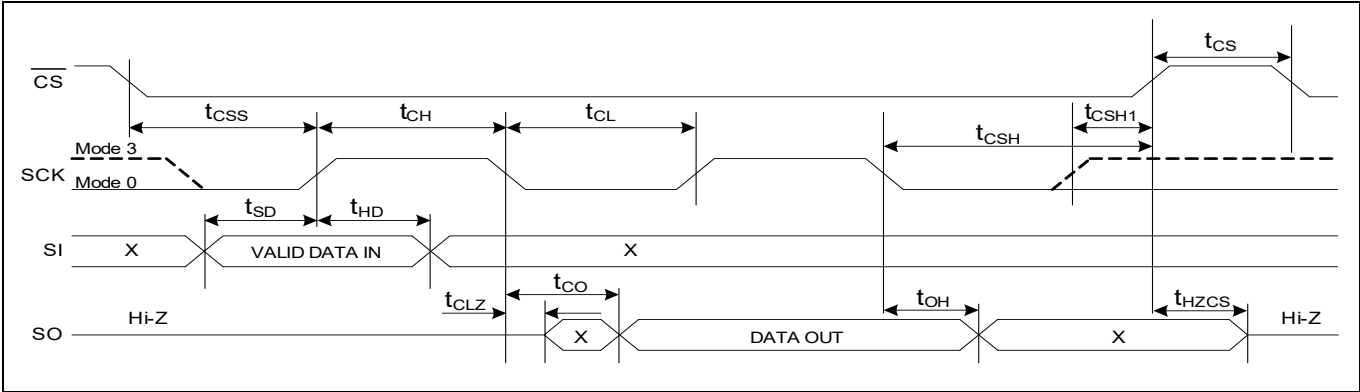 tCS
CS
tCSS tCH tCL tCSH1
tCSH
Mode 3
SCK Mode 0
tSD tHD
SI X VALID DATA IN X
tCO
tCLZ tOH tHZCS
Hi-Z Hi-Z
SO X DATA OUT X